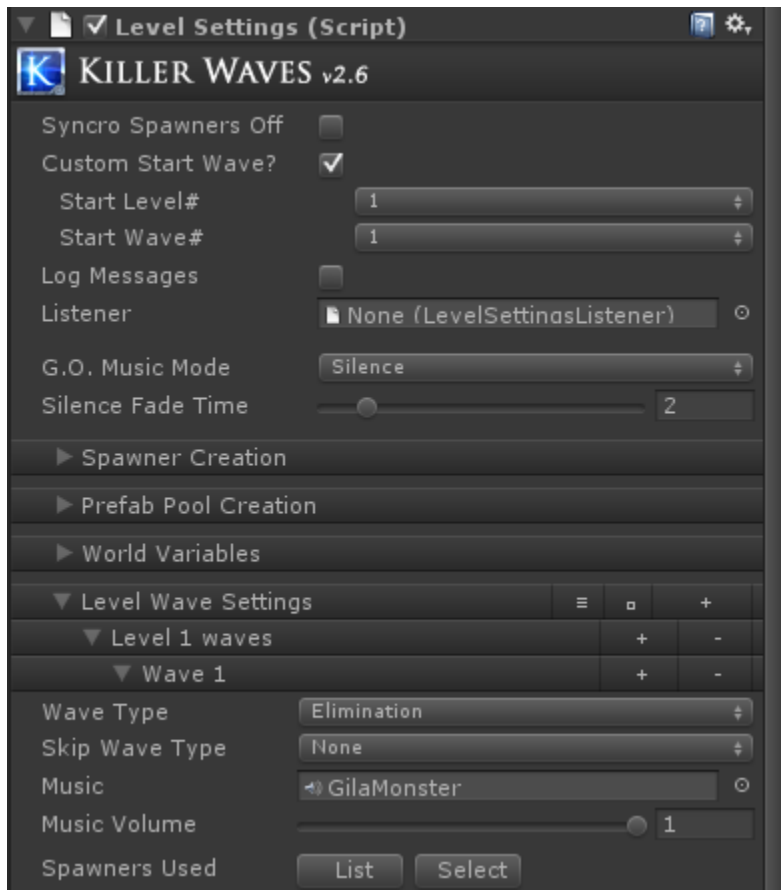 Level Settings (Script)
K KILLER WAVES v2.6
Syncro Spawners Off
Custom Start Wave?
Start Level# 1
Start Wave# 1
Log Messages
Listener None (LevelSettingsListener)
G.O. Music Mode Silence
Silence Fade Time 2
Spawner Creation
Prefab Pool Creation
World Variables
Level Wave Settings +
Level 1 waves + -
Wave 1 + -
Wave Type Elimination
Skip Wave Type None
Music GilaMonster
Music Volume 1
Spawners Used List Select